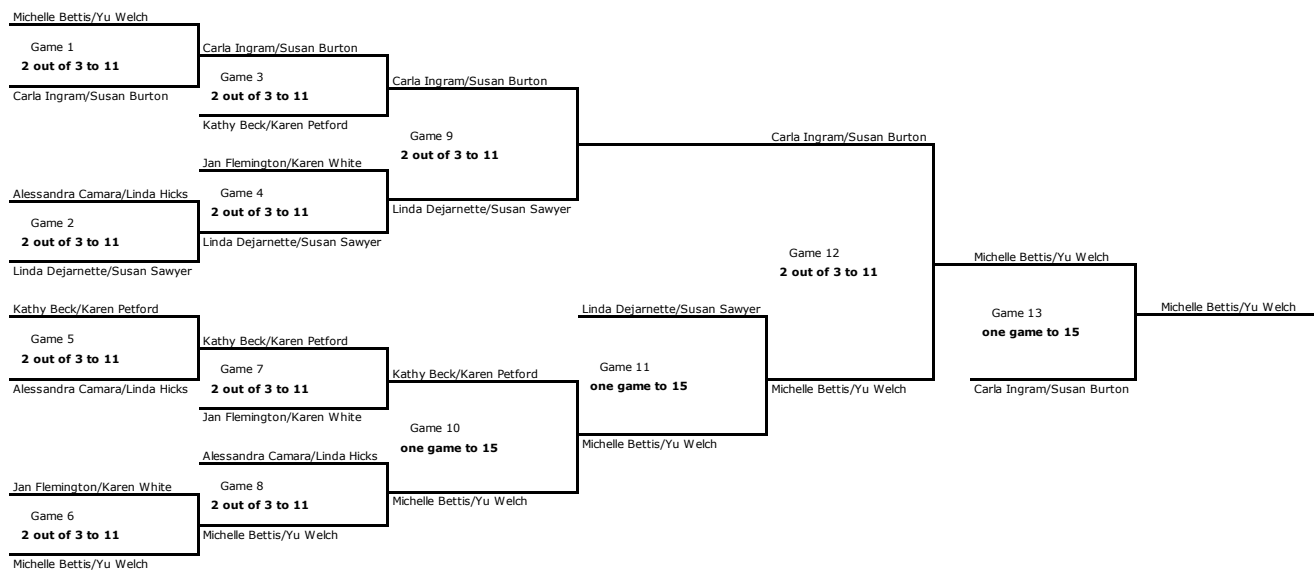 Michelle Bettis/Yu Welch
Game 1
2 out of 3 to 11
Carla Ingram/Susan Burton
Carla Ingram/Susan Burton
Game 3
2 out of 3 to 11
Kathy Beck/Karen Petford
Carla Ingram/Susan Burton
Game 9
2 out of 3 to 11
Linda Dejarnette/Susan Sawyer
Jan Flemington/Karen White
Game 4
2 out of 3 to 11
Linda Dejarnette/Susan Sawyer
Alessandra Camara/Linda Hicks
Game 2
2 out of 3 to 11
Linda Dejarnette/Susan Sawyer
Carla Ingram/Susan Burton
Game 12
2 out of 3 to 11
Michelle Bettis/Yu Welch
Michelle Bettis/Yu Welch
Game 13
one game to 15
Carla Ingram/Susan Burton
Michelle Bettis/Yu Welch
Kathy Beck/Karen Petford
Game 5
2 out of 3 to 11
Alessandra Camara/Linda Hicks
Kathy Beck/Karen Petford
Game 7
2 out of 3 to 11
Jan Flemington/Karen White
Kathy Beck/Karen Petford
Game 10
one game to 15
Michelle Bettis/Yu Welch
Linda Dejarnette/Susan Sawyer
Game 11
one game to 15
Michelle Bettis/Yu Welch
Alessandra Camara/Linda Hicks
Game 8
2 out of 3 to 11
Michelle Bettis/Yu Welch
Jan Flemington/Karen White
Game 6
2 out of 3 to 11
Michelle Bettis/Yu Welch